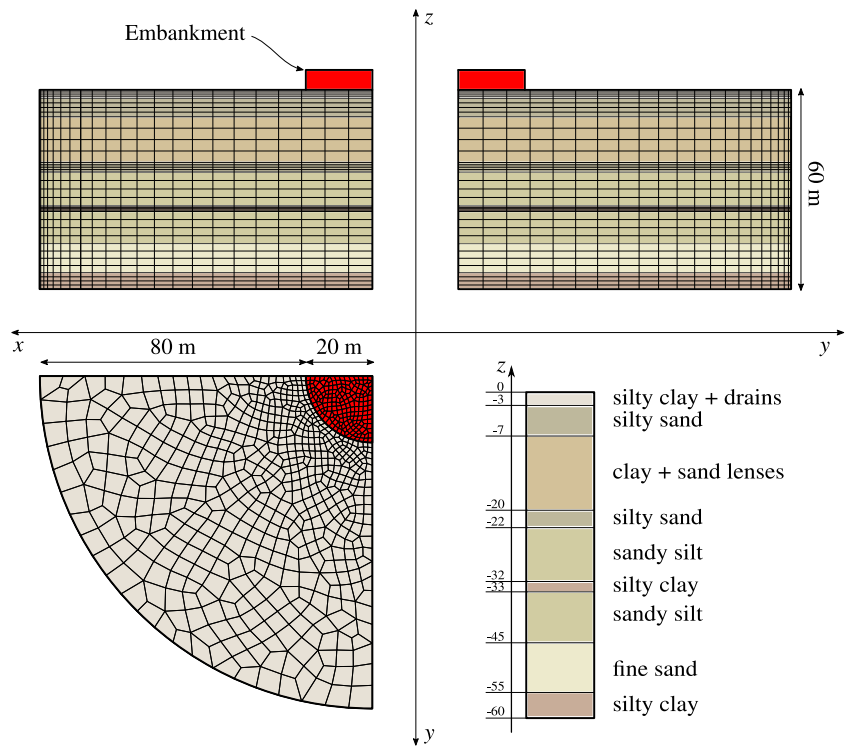 z
Embankment
60 m
x
y
80 m
20 m
z
0
-3
silty clay + drains
silty sand
-7
clay + sand lenses
-20
silty sand
-22
sandy silt
-32
silty clay
-33
sandy silt
-45
fine sand
-55
silty clay
-60
y